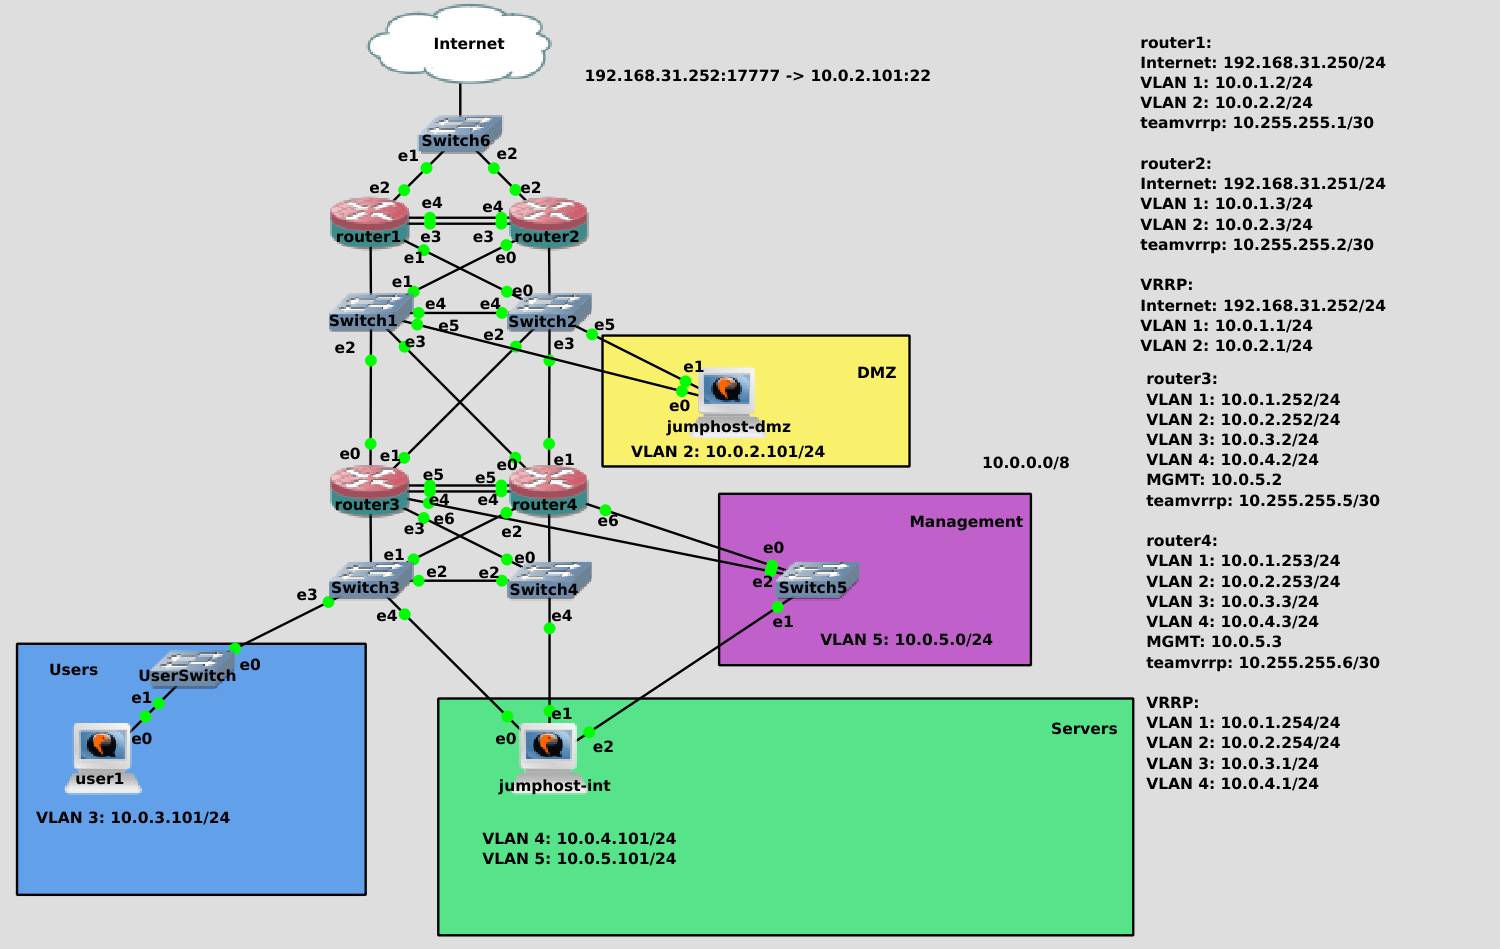 Internet
192.168.31.252:17777 -> 10.0.2.101:22
Switch6
e1
e2
e2
e2
e4
e4
router1
e3
e3
router2
e1
e0
e1
e0
e4
e4
Switch1
e5
Switch2
e5
e2
e3
e2
e3
e1
DMZ
e0
jumphost-dmz
VLAN 2: 10.0.2.101/24
e0
e1
e0
e1
e5
e5
router3
e4
e4
router4
e3
e6
e2
e6
10.0.0.0/8
Management
e1
e0
e0
e2
e2
e2
Switch3
Switch4
Switch5
e3
e4
e4
e1
VLAN 5: 10.0.5.0/24
Users
UserSwitch
e0
e1
e0
user1
VLAN 3: 10.0.3.101/24
e1
Servers
e0
e2
jumphost-int
VLAN 4: 10.0.4.101/24
VLAN 5: 10.0.5.101/24
router1:
Internet: 192.168.31.250/24
VLAN 1: 10.0.1.2/24
VLAN 2: 10.0.2.2/24
teamvrrp: 10.255.255.1/30
router2:
Internet: 192.168.31.251/24
VLAN 1: 10.0.1.3/24
VLAN 2: 10.0.2.3/24
teamvrrp: 10.255.255.2/30
VRRP:
Internet: 192.168.31.252/24
VLAN 1: 10.0.1.1/24
VLAN 2: 10.0.2.1/24
router3:
VLAN 1: 10.0.1.252/24
VLAN 2: 10.0.2.252/24
VLAN 3: 10.0.3.2/24
VLAN 4: 10.0.4.2/24
MGMT: 10.0.5.2
teamvrrp: 10.255.255.5/30
router4:
VLAN 1: 10.0.1.253/24
VLAN 2: 10.0.2.253/24
VLAN 3: 10.0.3.3/24
VLAN 4: 10.0.4.3/24
MGMT: 10.0.5.3
teamvrrp: 10.255.255.6/30
VRRP:
VLAN 1: 10.0.1.254/24
VLAN 2: 10.0.2.254/24
VLAN 3: 10.0.3.1/24
VLAN 4: 10.0.4.1/24